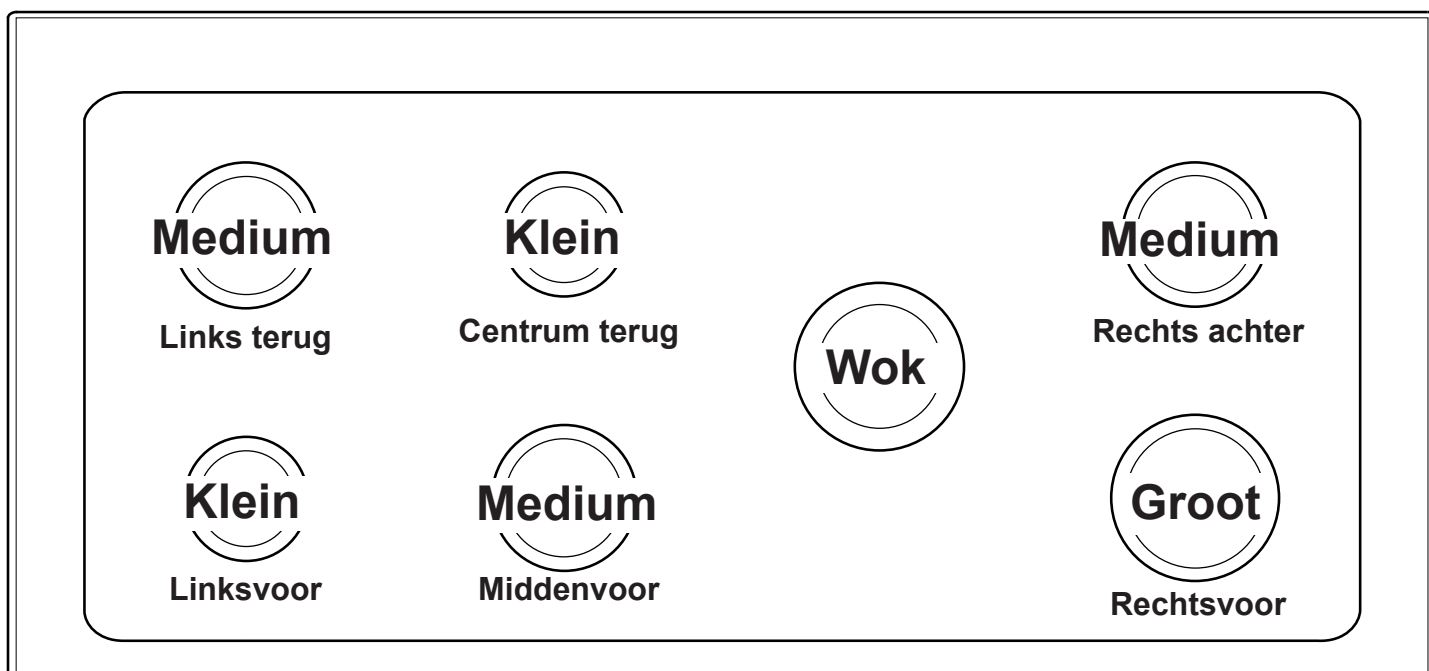 Medium
Klein
Medium
Links terug
Centrum terug
Rechts achter
Wok
Klein
Medium
Groot
Linksvoor
Middenvoor
Rechtsvoor